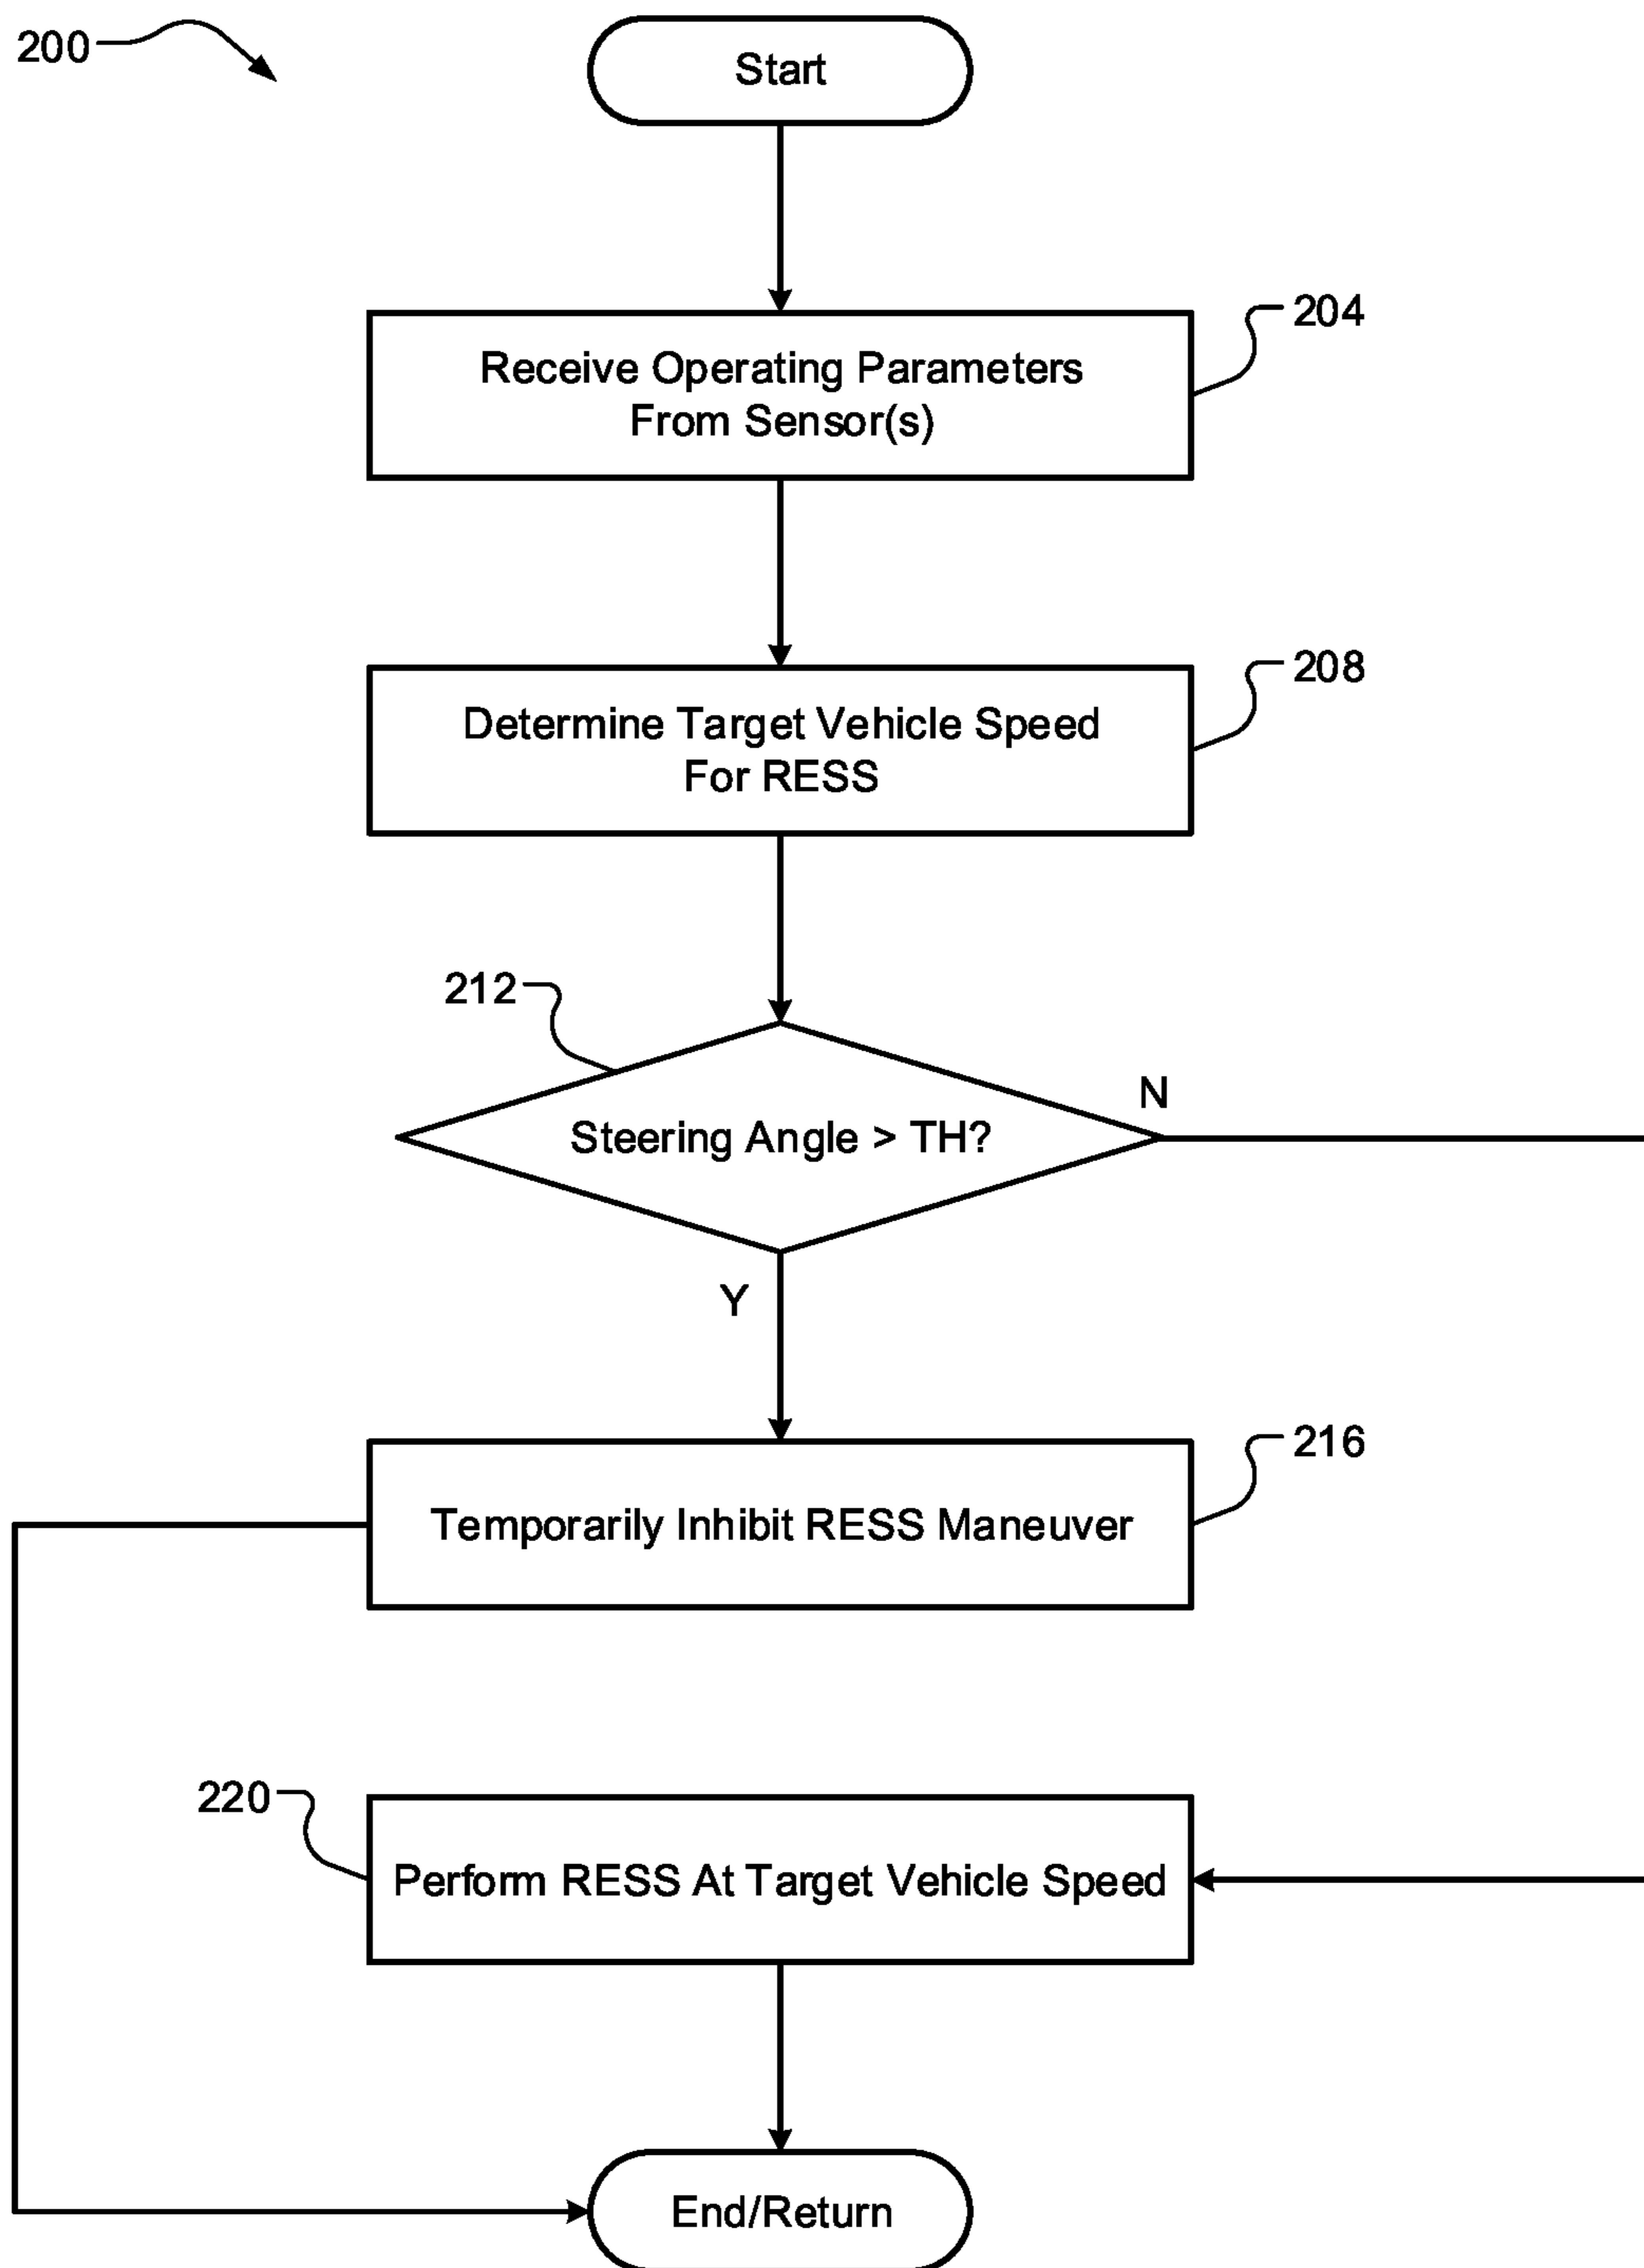 200
Start
204
Receive Operating Parameters
From Sensor(s)
208
Determine Target Vehicle Speed
For RESS
212
N
Steering Angle > TH?
Y
216
Temporarily Inhibit RESS Maneuver
220
Perform RESS At Target Vehicle Speed
End/Return